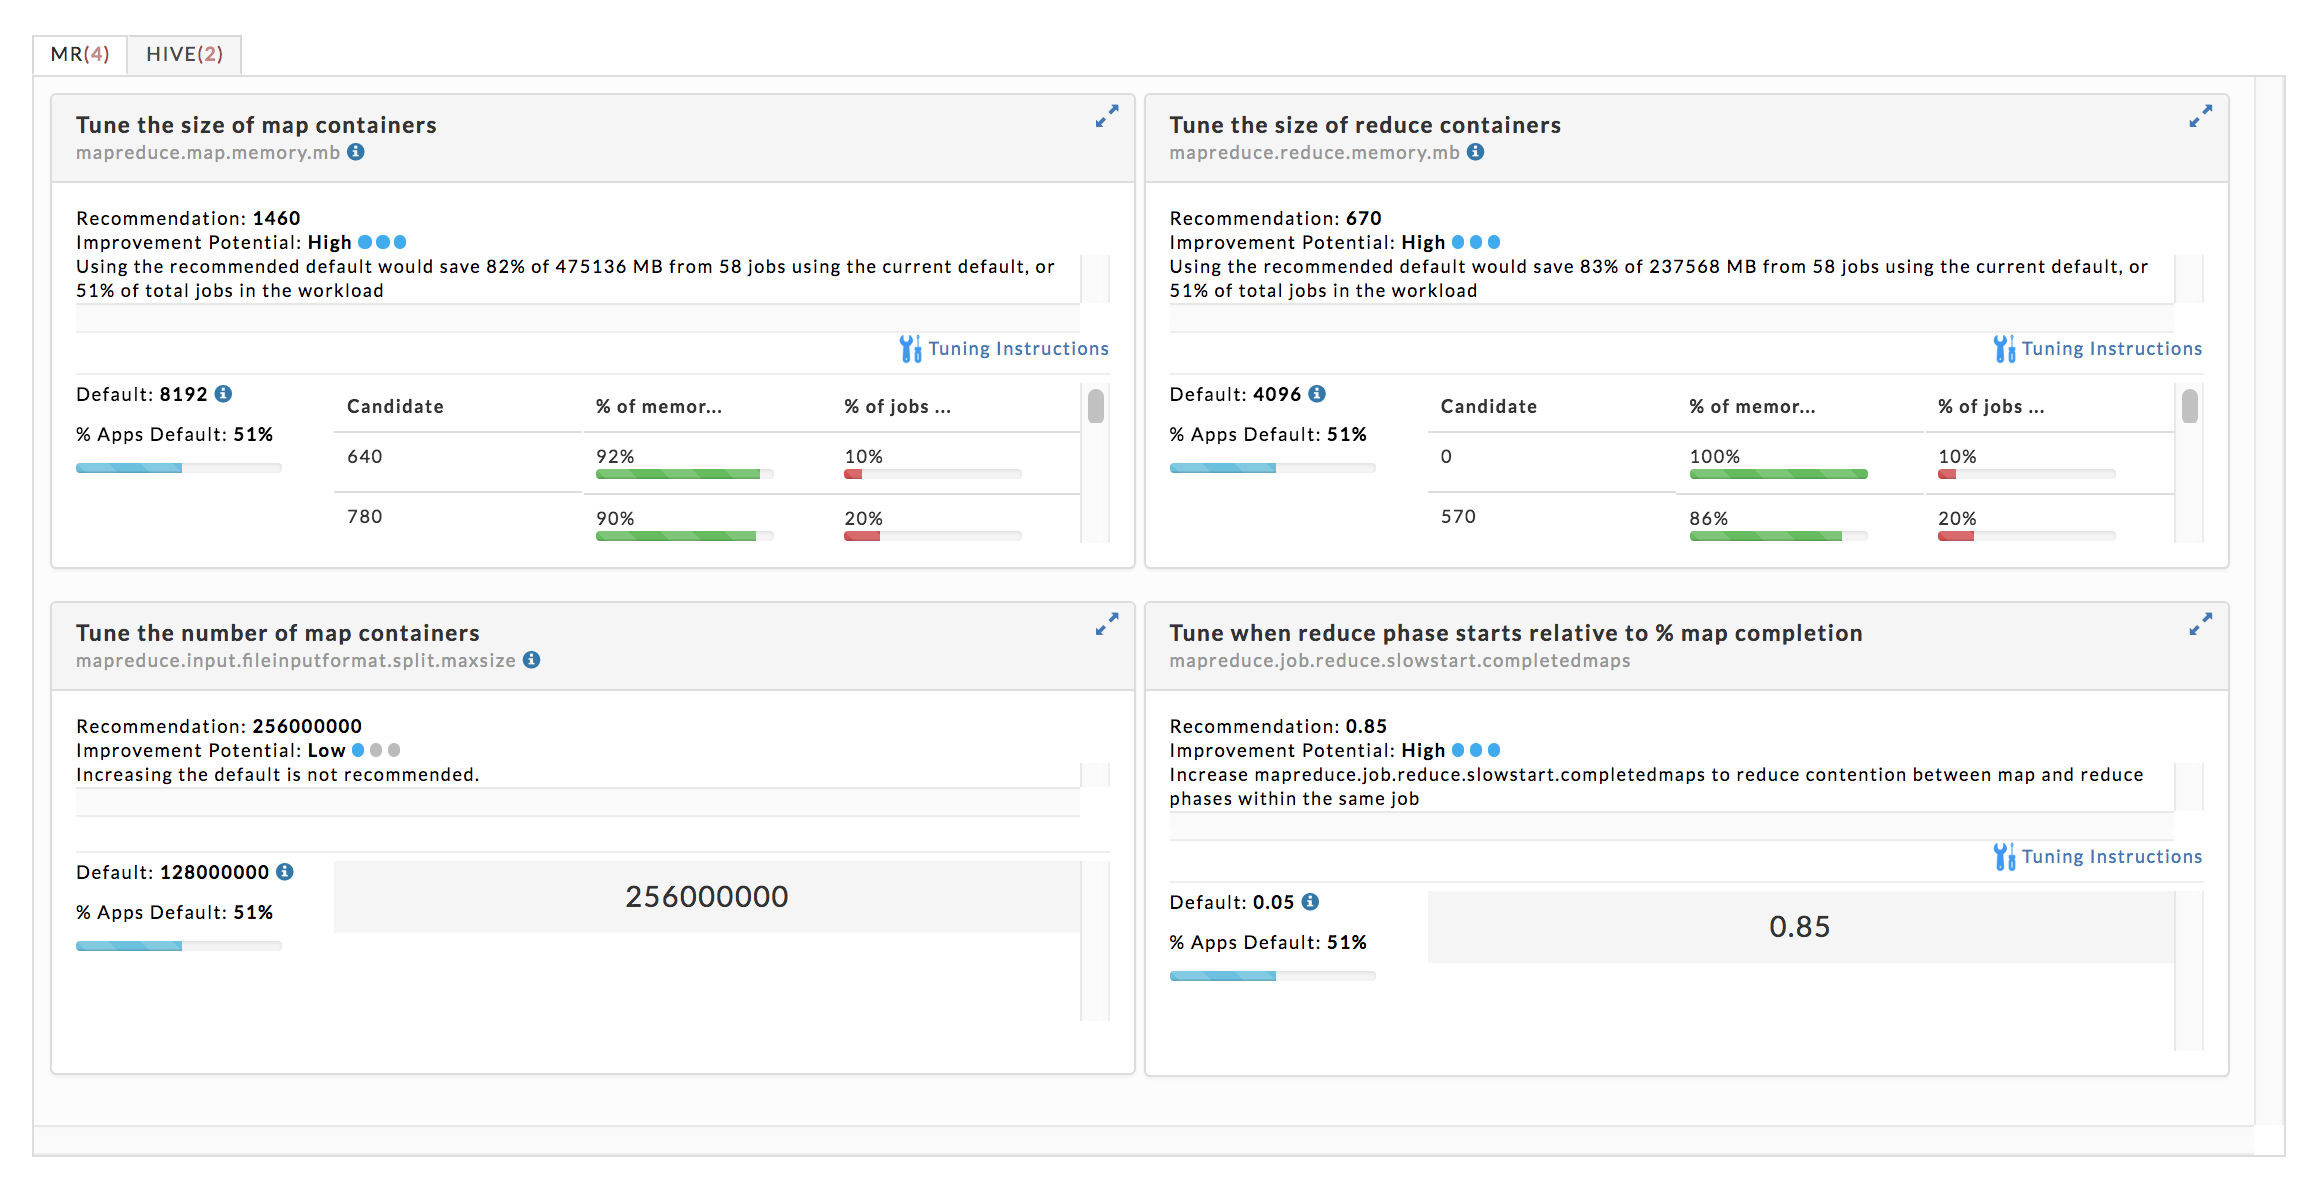 MR(4)
HIVE(2)
Tune the size of map containers
mapreduce.map.memory.mb
Recommendation: 1460
Improvement Potential: High
Using the recommended default would save 82% of 475136 MB from 58 jobs using the current default, or
51% of total jobs in the workload
Tuning Instructions
Default: 8192
% Apps Default: 51%
Candidate % of memor... % of jobs ...
640 92% 10%
780 90% 20%
Tune the size of reduce containers
mapreduce.reduce.memory.mb
Recommendation: 670
Improvement Potential: High
Using the recommended default would save 83% of 237568 MB from 58 jobs using the current default, or
51% of total jobs in the workload
Tuning Instructions
Default: 4096
% Apps Default: 51%
Candidate % of memor... % of jobs ...
0 100% 10%
570 86% 20%
Tune the number of map containers
mapreduce.input.fileinputformat.split.maxsize
Recommendation: 256000000
Improvement Potential: Low
Increasing the default is not recommended.
Default: 128000000
% Apps Default: 51%
256000000
Tune when reduce phase starts relative to % map completion
mapreduce.job.reduce.slowstart.completedmaps
Recommendation: 0.85
Improvement Potential: High
Increase mapreduce.job.reduce.slowstart.completedmaps to reduce contention between map and reduce
phases within the same job
Tuning Instructions
Default: 0.05
% Apps Default: 51%
0.85